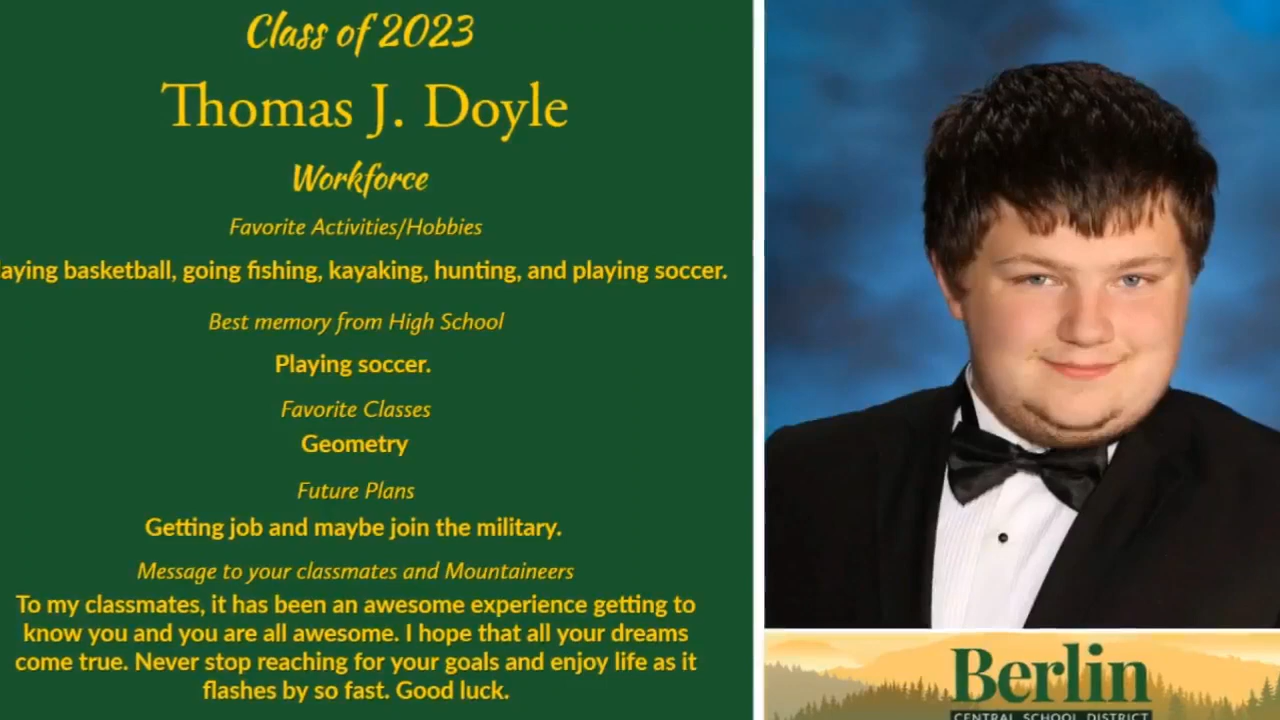 Class of 2023
Thomas J. Doyle
Workforce
Favorite Activities/Hobbies
laying basketball, going fishing, kayaking, hunting, and playing soccer.
Best memory from High School
Playing soccer.
Favorite Classes
Geometry
Future Plans
Getting job and maybe join the military.
Message to your classmates and Mountaineers
To my classmates, it has been an awesome experience getting to
know you and you are all awesome. I hope that all your dreams
come true. Never stop reaching for your goals and enjoy life as it
flashes by so fast. Good luck.
Berlin
CENTRAL SCHOOL DISTRICT